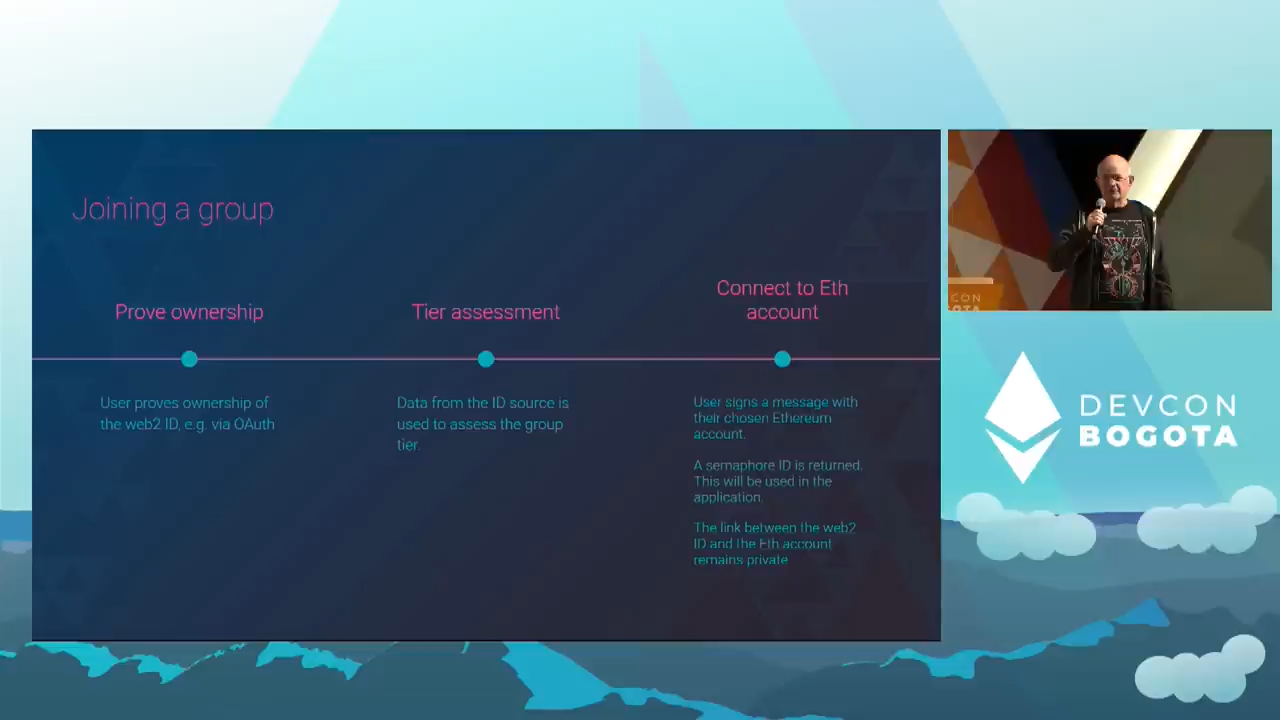 Joining a group
Prove ownership
User proves ownership of
the web2 ID, e.g. via OAuth
Tier assessment
Data from the ID source is
used to assess the group
tier.
Connect to Eth
account
User signs a message with
their chosen Ethereum
account.
A semaphore ID is returned.
This will be used in the
application.
The link between the web2
ID and the Eth account
remains private
CON
OTA
DEVCON
BOGOTA